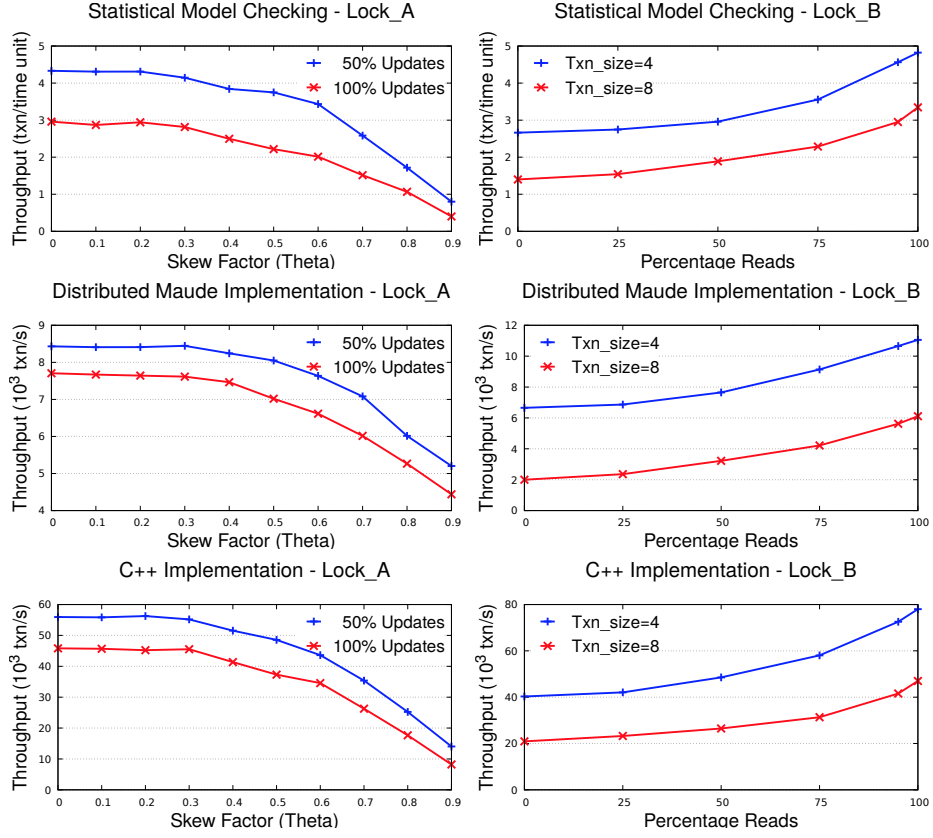 Statistical Model Checking - Lock_A
Throughput (txn/time unit)
5
4
3
2
1
0
50% Updates
100% Updates
0 0.1 0.2 0.3 0.4 0.5 0.6 0.7 0.8 0.9
Skew Factor (Theta)
Statistical Model Checking - Lock_B
Throughput (txn/time unit)
5
4
3
2
1
0
Txn_size=4
Txn_size=8
0 25 50 75 100
Percentage Reads
Distributed Maude Implementation - Lock_A
Throughput (10³ txn/s)
9
8
7
6
5
4
50% Updates
100% Updates
0 0.1 0.2 0.3 0.4 0.5 0.6 0.7 0.8 0.9
Skew Factor (Theta)
Distributed Maude Implementation - Lock_B
Throughput (10³ txn/s)
12
10
8
6
4
2
0
Txn_size=4
Txn_size=8
0 25 50 75 100
Percentage Reads
C++ Implementation - Lock_A
Throughput (10³ txn/s)
60
50
40
30
20
10
0
50% Updates
100% Updates
0 0.1 0.2 0.3 0.4 0.5 0.6 0.7 0.8 0.9
Skew Factor (Theta)
C++ Implementation - Lock_B
Throughput (10³ txn/s)
80
60
40
20
0
Txn_size=4
Txn_size=8
0 25 50 75 100
Percentage Reads